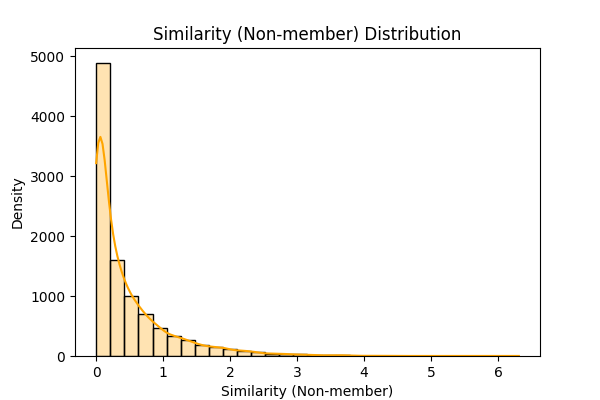 Similarity (Non-member) Distribution
5000
4000
3000
2000
1000
0
Density
0 1 2 3 4 5 6
Similarity (Non-member)